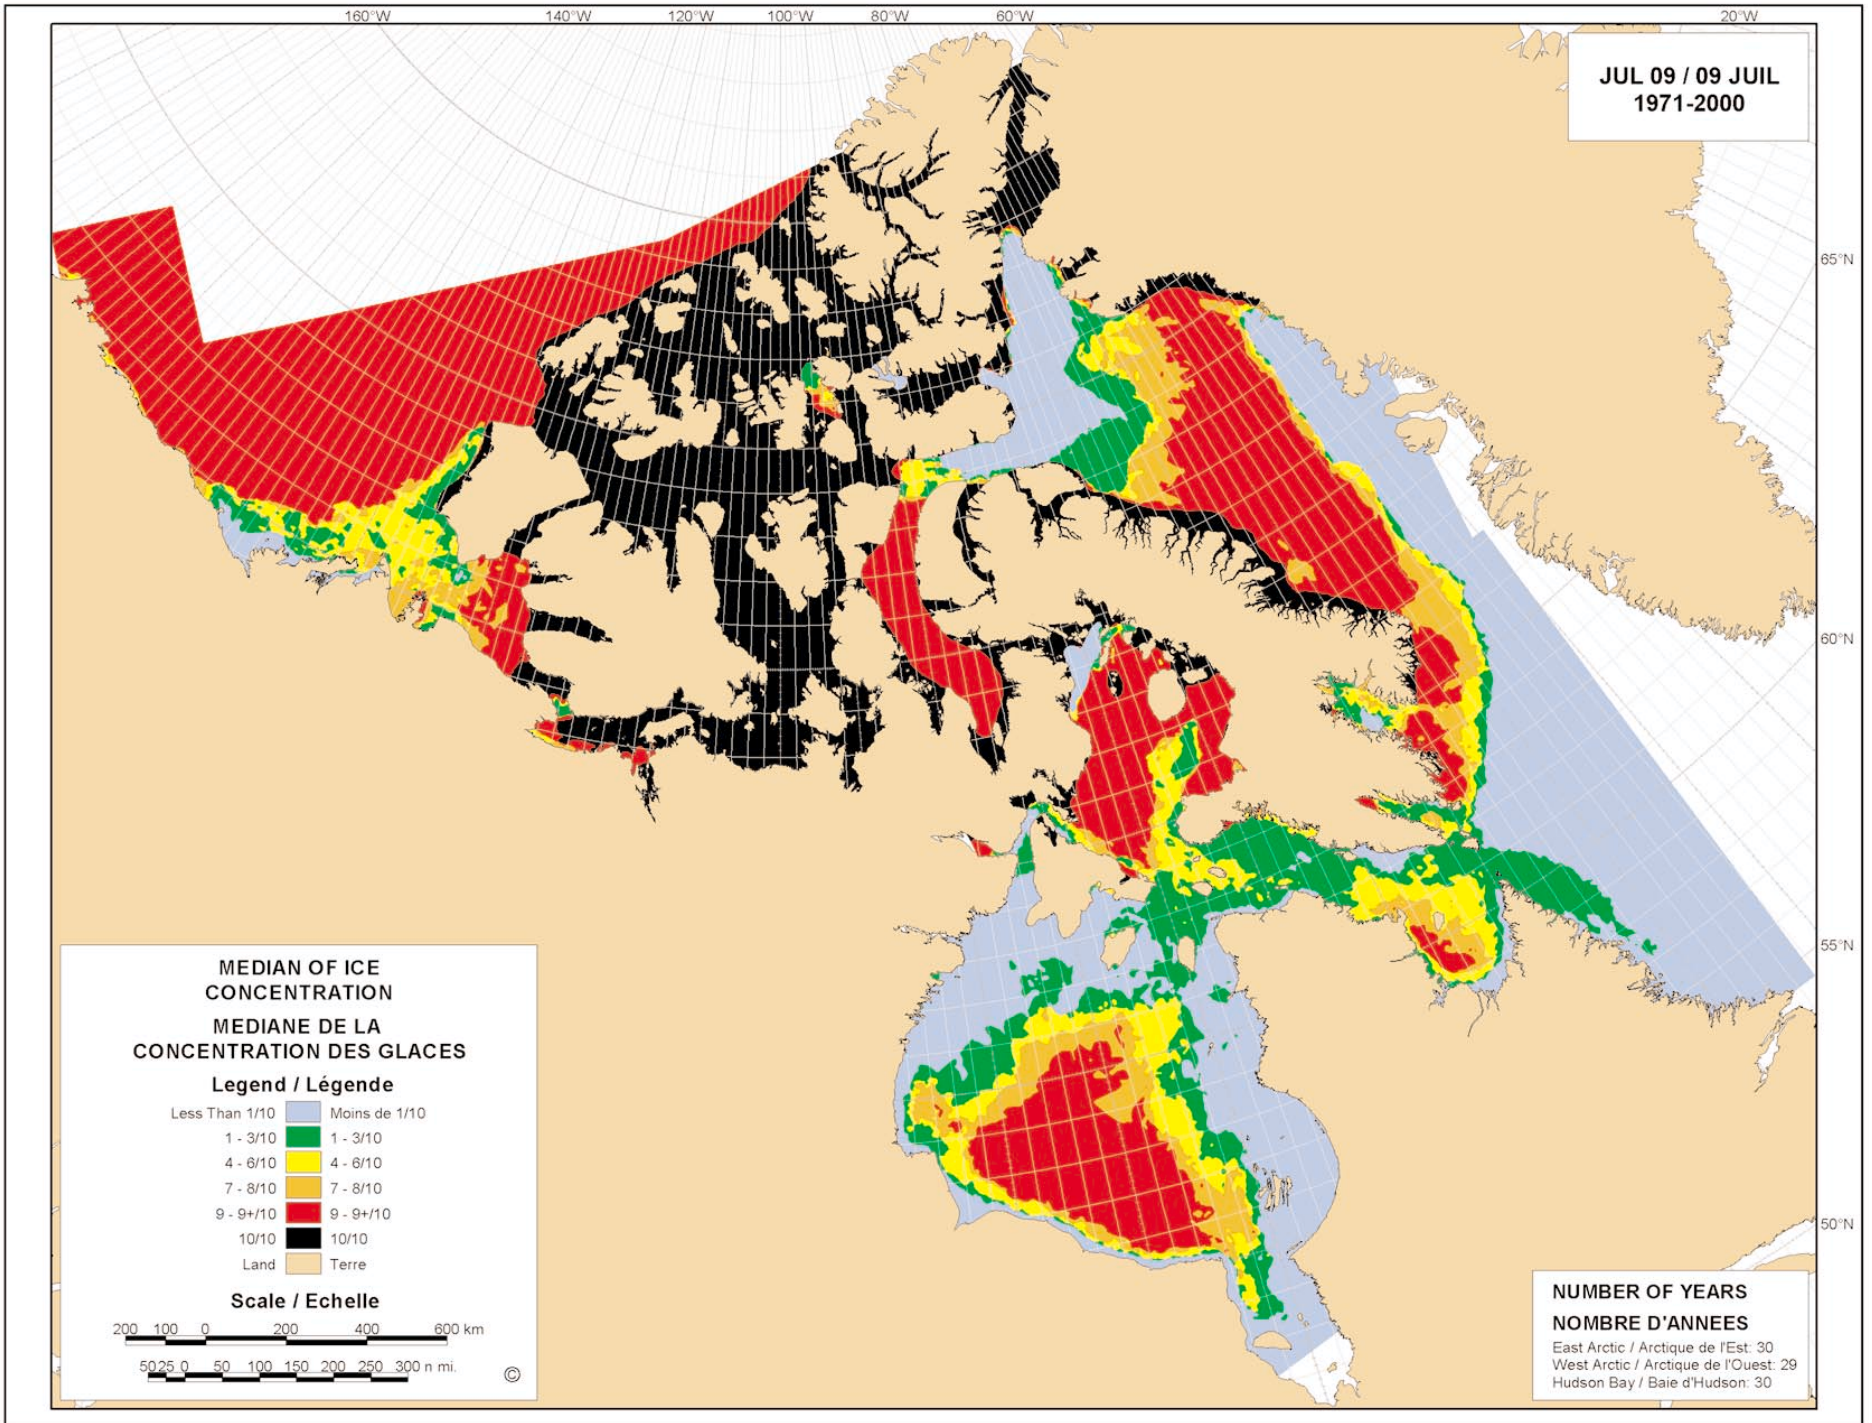 160°W 140°W 120°W 100°W 80°W 60°W 20°W
JUL 09 / 09 JUIL
1971-2000
65°N
60°N
55°N
50°N
MEDIAN OF ICE
CONCENTRATION
MEDIANE DE LA
CONCENTRATION DES GLACES
Legend / Légende
Less Than 1/10 Moins de 1/10
1 - 3/10 1 - 3/10
4 - 6/10 4 - 6/10
7 - 8/10 7 - 8/10
9 - 9+/10 9 - 9+/10
10/10 10/10
Land Terre
Scale / Echelle
200 100 0 200 400 600 km
50 25 0 50 100 150 200 250 300 n mi.
©
NUMBER OF YEARS
NOMBRE D'ANNEES
East Arctic / Arctique de l'Est: 30
West Arctic / Arctique de l'Ouest: 29
Hudson Bay / Baie d'Hudson: 30